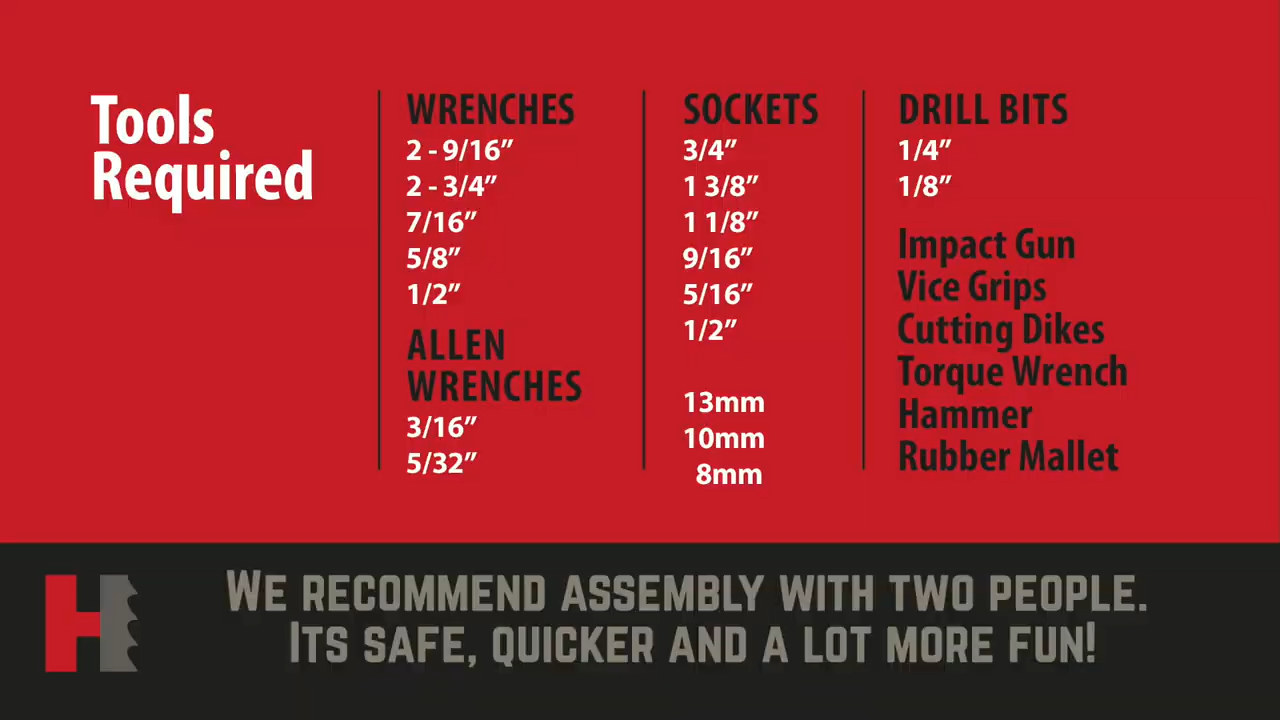 Tools
Required
WRENCHES
2 - 9/16”
2 - 3/4”
7/16”
5/8”
1/2”
ALLEN
WRENCHES
3/16”
5/32”
SOCKETS
3/4”
1 3/8”
1 1/8”
9/16”
5/16”
1/2”
13mm
10mm
8mm
DRILL BITS
1/4”
1/8”
Impact Gun
Vice Grips
Cutting Dikes
Torque Wrench
Hammer
Rubber Mallet
H
WE RECOMMEND ASSEMBLY WITH TWO PEOPLE.
ITS SAFE, QUICKER AND A LOT MORE FUN!